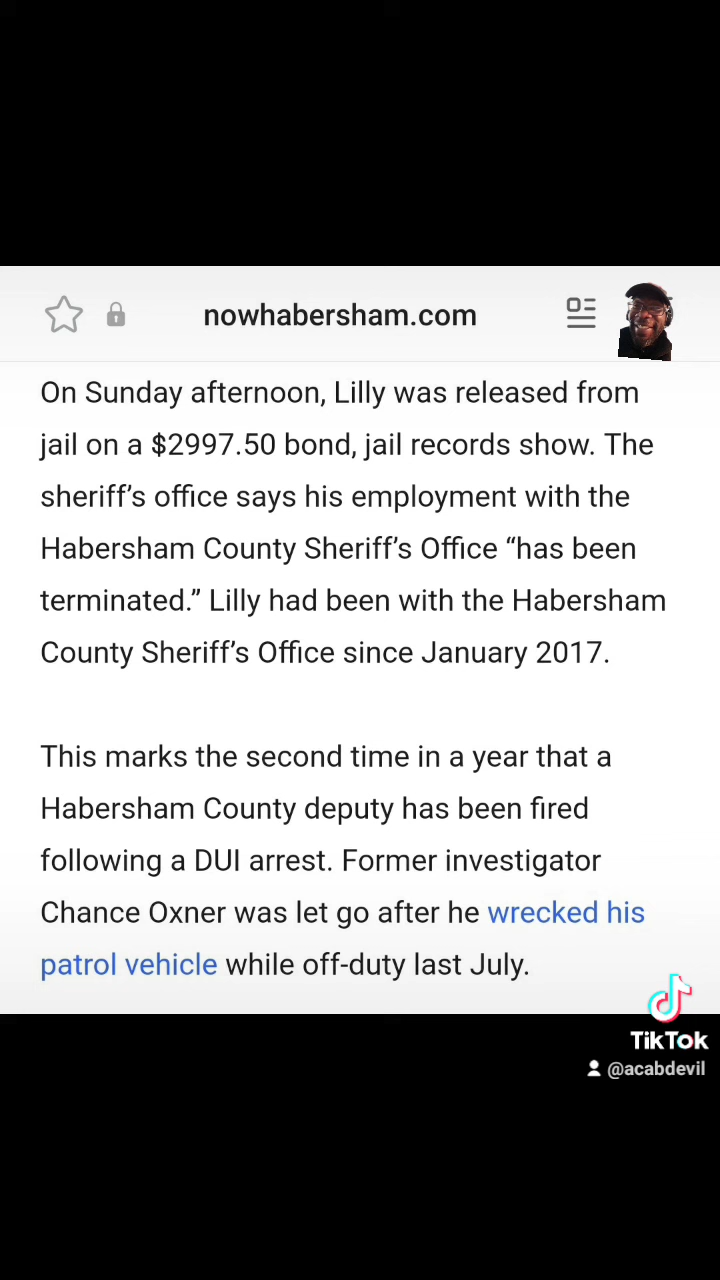 nowhabersham.com
On Sunday afternoon, Lilly was released from
jail on a $2997.50 bond, jail records show. The
sheriff’s office says his employment with the
Habersham County Sheriff’s Office “has been
terminated.” Lilly had been with the Habersham
County Sheriff’s Office since January 2017.
This marks the second time in a year that a
Habersham County deputy has been fired
following a DUI arrest. Former investigator
Chance Oxner was let go after he wrecked his
patrol vehicle while off-duty last July.
TikTok
@acabdevil